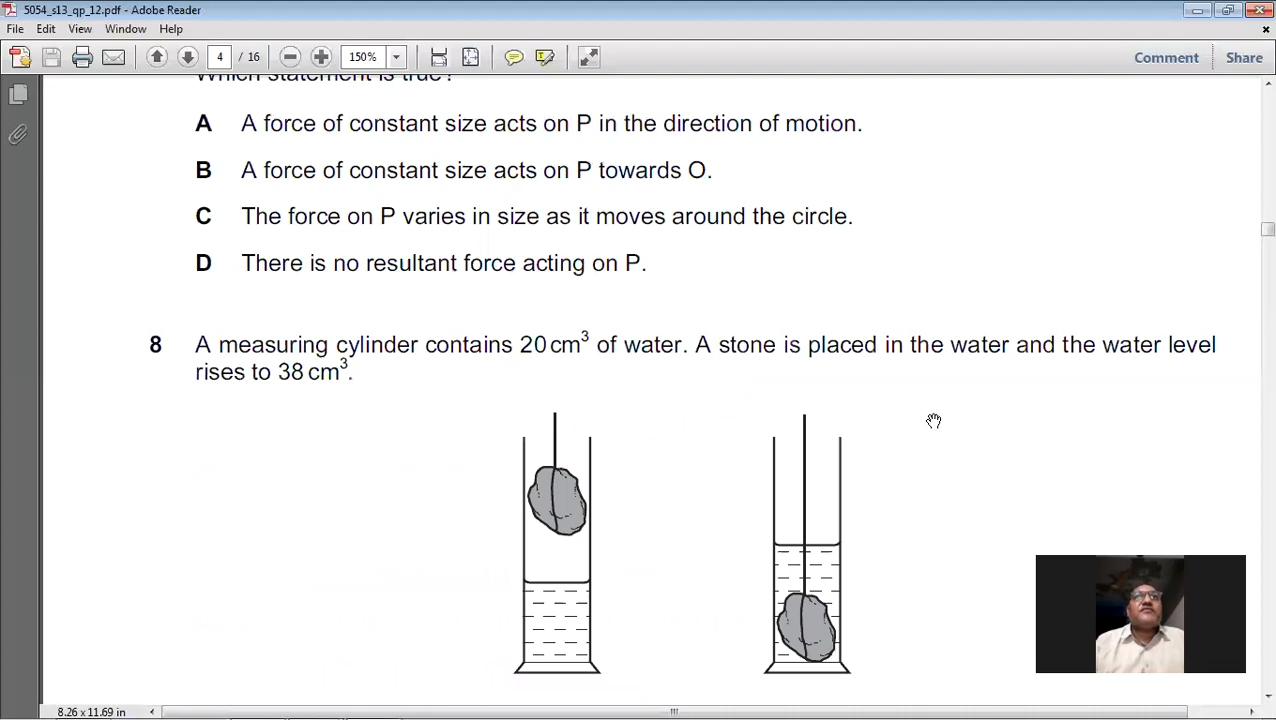 5054_s13_qp_12.pdf - Adobe Reader
File Edit View Window Help
4 / 16 150% Comment Share
Which statement is true?
A A force of constant size acts on P in the direction of motion.
B A force of constant size acts on P towards O.
C The force on P varies in size as it moves around the circle.
D There is no resultant force acting on P.
8 A measuring cylinder contains 20 cm³ of water. A stone is placed in the water and the water level
rises to 38 cm³.
8.26 x 11.69 in